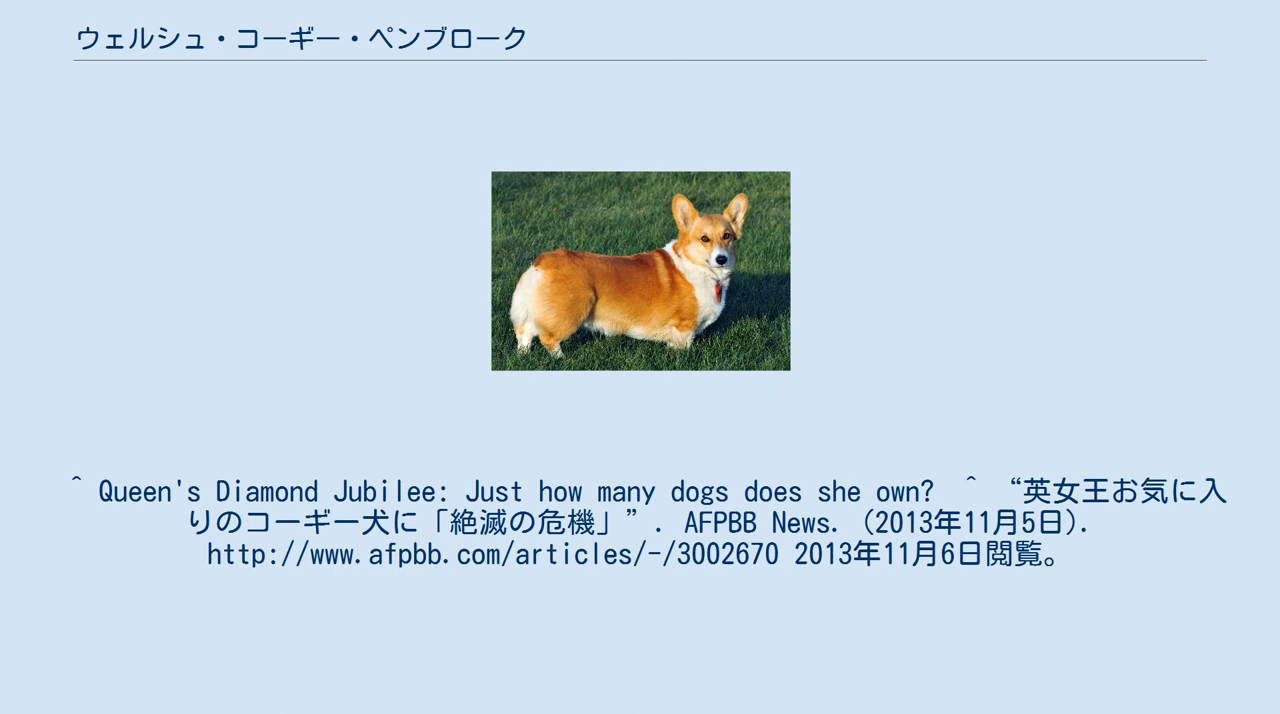 ウェルシュ・コーギー・ペンブローク
^ Queen's Diamond Jubilee: Just how many dogs does she own?　^ “英女王お気に入
りのコーギー犬に「絶滅の危機」”. AFPBB News. (2013年11月5日).
http://www.afpbb.com/articles/-/3002670 2013年11月6日閲覧。